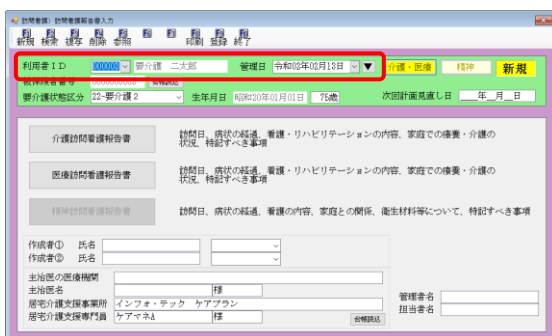 訪問看護）訪問看護報告書入力
新規 検索 複写 削除 参照 印刷 登録 終了
利用者ID 要介護 二太郎 管理日 令和02年02月13日 ▼ 介護・医療 精神 新規
要介護状態区分 22-要介護2 生年月日 昭和20年01月01日 75歳 次回計画見直し日 __年_月_日
介護訪問看護報告書 訪問日、病状の経過、看護・リハビリテーションの内容、家庭での療養・介護の
状況、特記すべき事項
医療訪問看護報告書 訪問日、病状の経過、看護・リハビリテーションの内容、家庭での療養・介護の
状況、特記すべき事項
精神訪問看護報告書 訪問日、病状の経過、看護の内容、家族との関係、衛生材料等について、特記すべき事項
作成者① 氏名
作成者② 氏名
主治医の医療機関
主治医名 様
居宅介護支援事業所 インフォ・テック ケアプラン 管理者名
居宅介護支援専門員 ケアマネA 様 台帳読込 担当者名